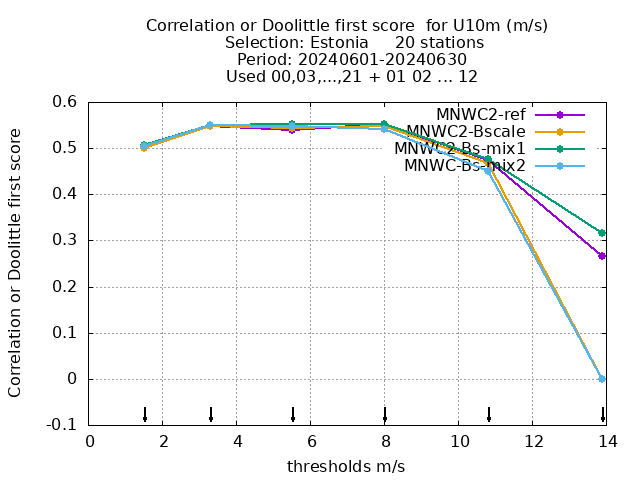 Correlation or Doolittle first score  for U10m (m/s)
Selection: Estonia     20 stations
Period: 20240601-20240630
Used 00,03,...,21 + 01 02 ... 12
MNWC2-ref
MNWC2-Bscale
MNWC2-Bs-mix1
MNWC-Bs-mix2
Correlation or Doolittle first score
0.6
0.5
0.4
0.3
0.2
0.1
0
-0.1
0 2 4 6 8 10 12 14
thresholds m/s